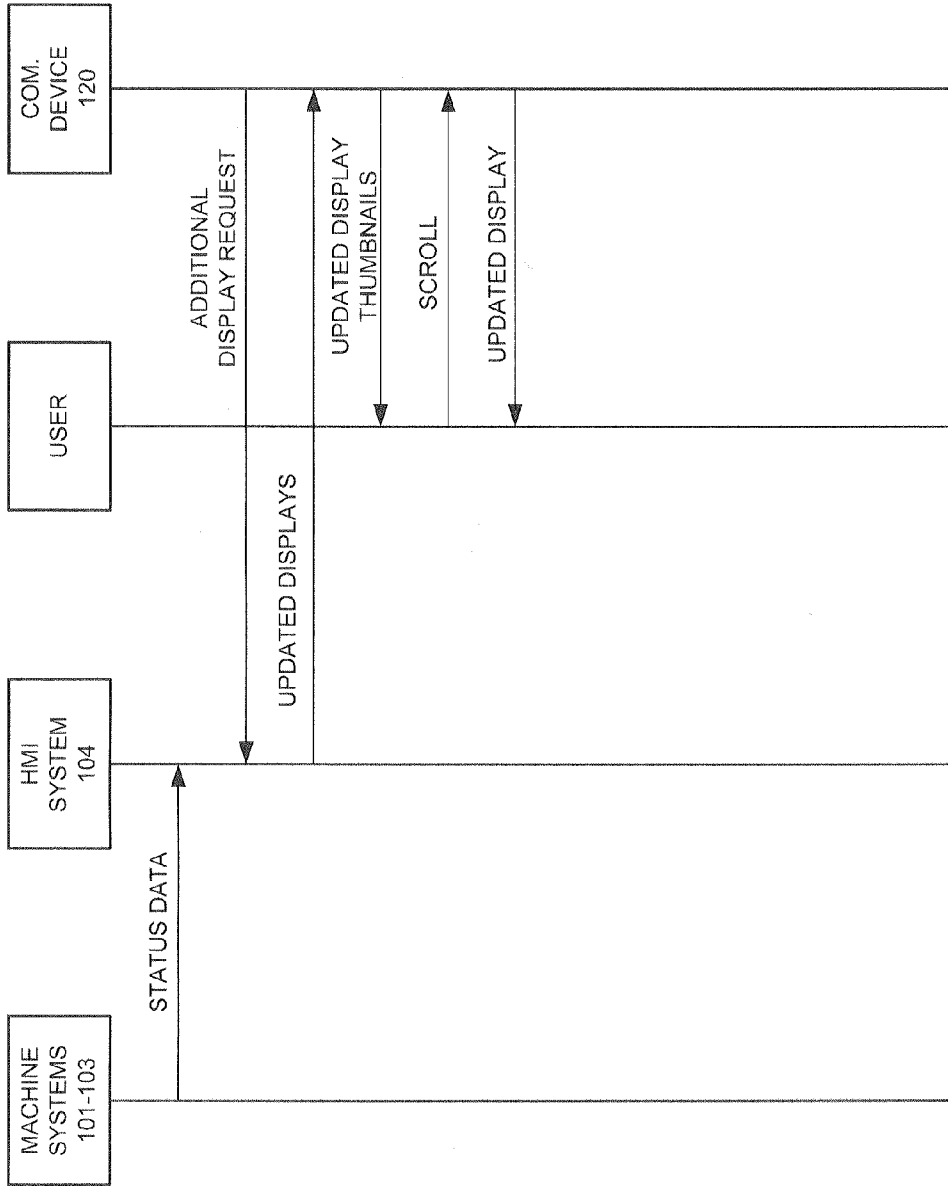 MACHINE
SYSTEMS
101-103
HMI
SYSTEM
104
USER
COM.
DEVICE
120
STATUS DATA
ADDITIONAL
DISPLAY REQUEST
UPDATED DISPLAYS
UPDATED DISPLAY
THUMBNAILS
SCROLL
UPDATED DISPLAY